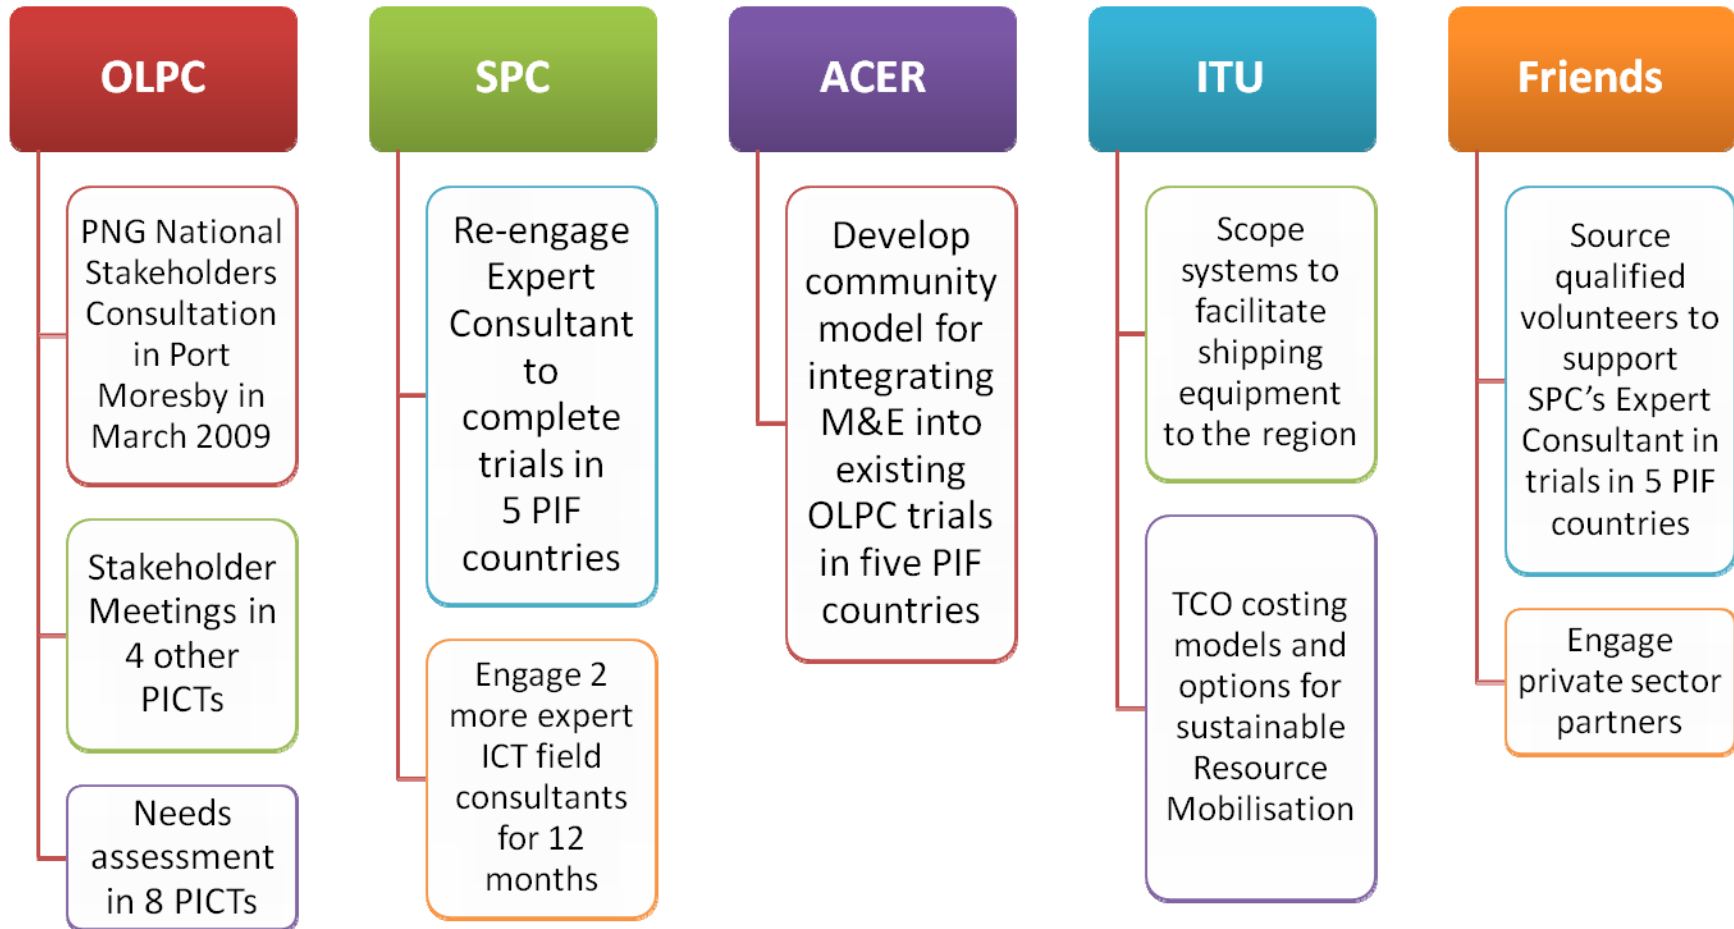 OLPC
PNG National
Stakeholders
Consultation
in Port
Moresby in
March 2009
Stakeholder
Meetings in
4 other
PICTs
Needs
assessment
in 8 PICTs
SPC
Re-engage
Expert
Consultant
to
complete
trials in
5 PIF
countries
Engage 2
more expert
ICT field
consultants
for 12
months
ACER
Develop
community
model for
integrating
M&E into
existing
OLPC trials
in five PIF
countries
ITU
Scope
systems to
facilitate
shipping
equipment
to the region
TCO costing
models and
options for
sustainable
Resource
Mobilisation
Friends
Source
qualified
volunteers to
support
SPC’s Expert
Consultant in
trials in 5 PIF
countries
Engage
private sector
partners